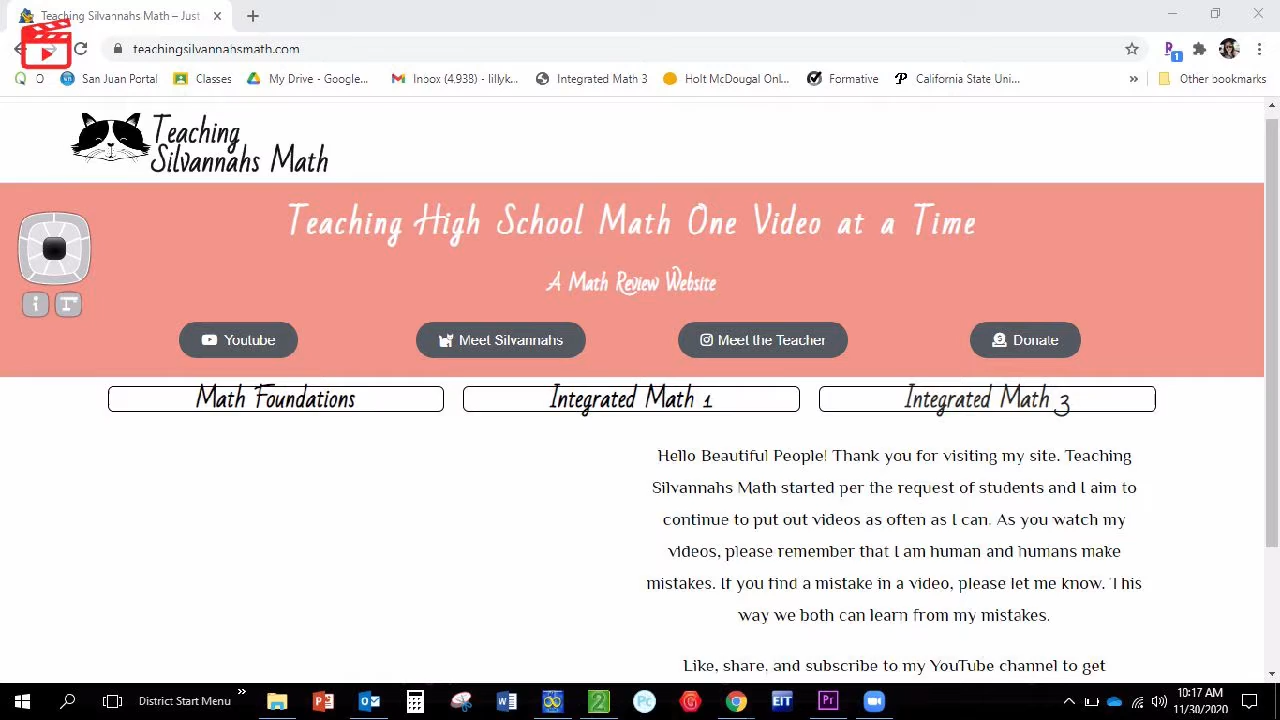 Teaching Silvannahs Math – Just
teachingsilvannahsmath.com
1
San Juan Portal
Classes
My Drive - Google...
Inbox (4,938) - lillyk...
Integrated Math 3
Holt McDougal Onl...
Formative
California State Uni...
»
Other bookmarks
Teaching
Silvannahs Math
Teaching High School Math One Video at a Time
A Math Review Website
Youtube
Meet Silvannahs
Meet the Teacher
Donate
Math Foundations
Integrated Math 1
Integrated Math 3
Hello Beautiful People! Thank you for visiting my site. Teaching
Silvannahs Math started per the request of students and I aim to
continue to put out videos as often as I can. As you watch my
videos, please remember that I am human and humans make
mistakes. If you find a mistake in a video, please let me know. This
way we both can learn from my mistakes.
Like, share, and subscribe to my YouTube channel to get
District Start Menu
EIT
Pr
10:17 AM
11/30/2020